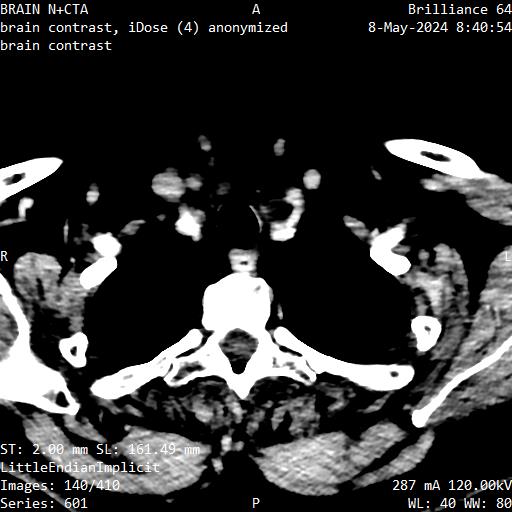 BRAIN N+CTA
A
Brilliance 64
brain contrast, iDose (4) anonymized
8-May-2024 8:40:54
brain contrast
R
L
ST: 2.00 mm SL: 161.49 mm
LittleEndianImplicit
Images: 140/410
287 mA 120.00kV
Series: 601
P
WL: 40 WW: 80